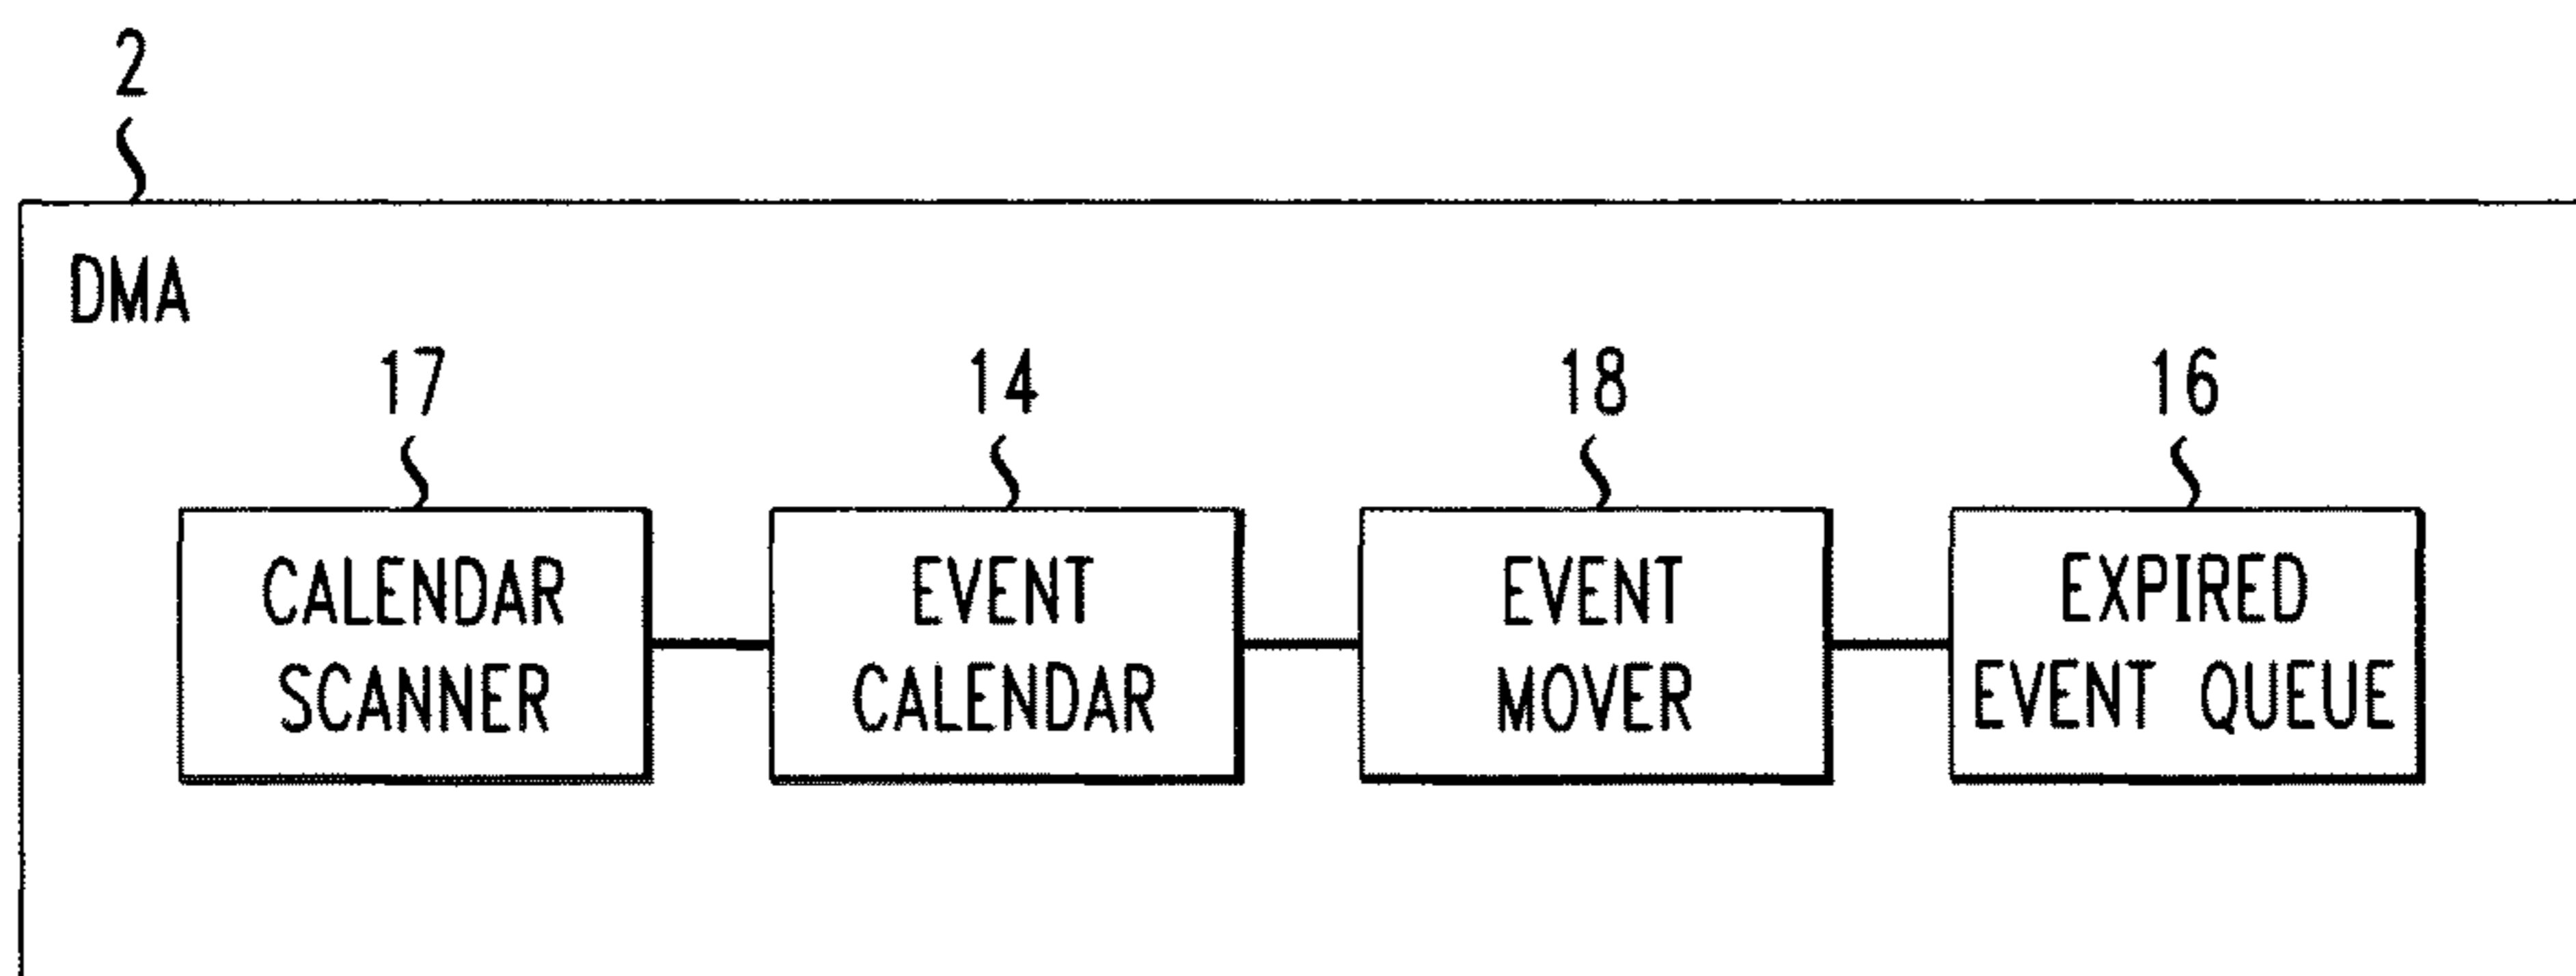 2
DMA
17
14
18
16
CALENDAR
SCANNER
EVENT
CALENDAR
EVENT
MOVER
EXPIRED
EVENT QUEUE